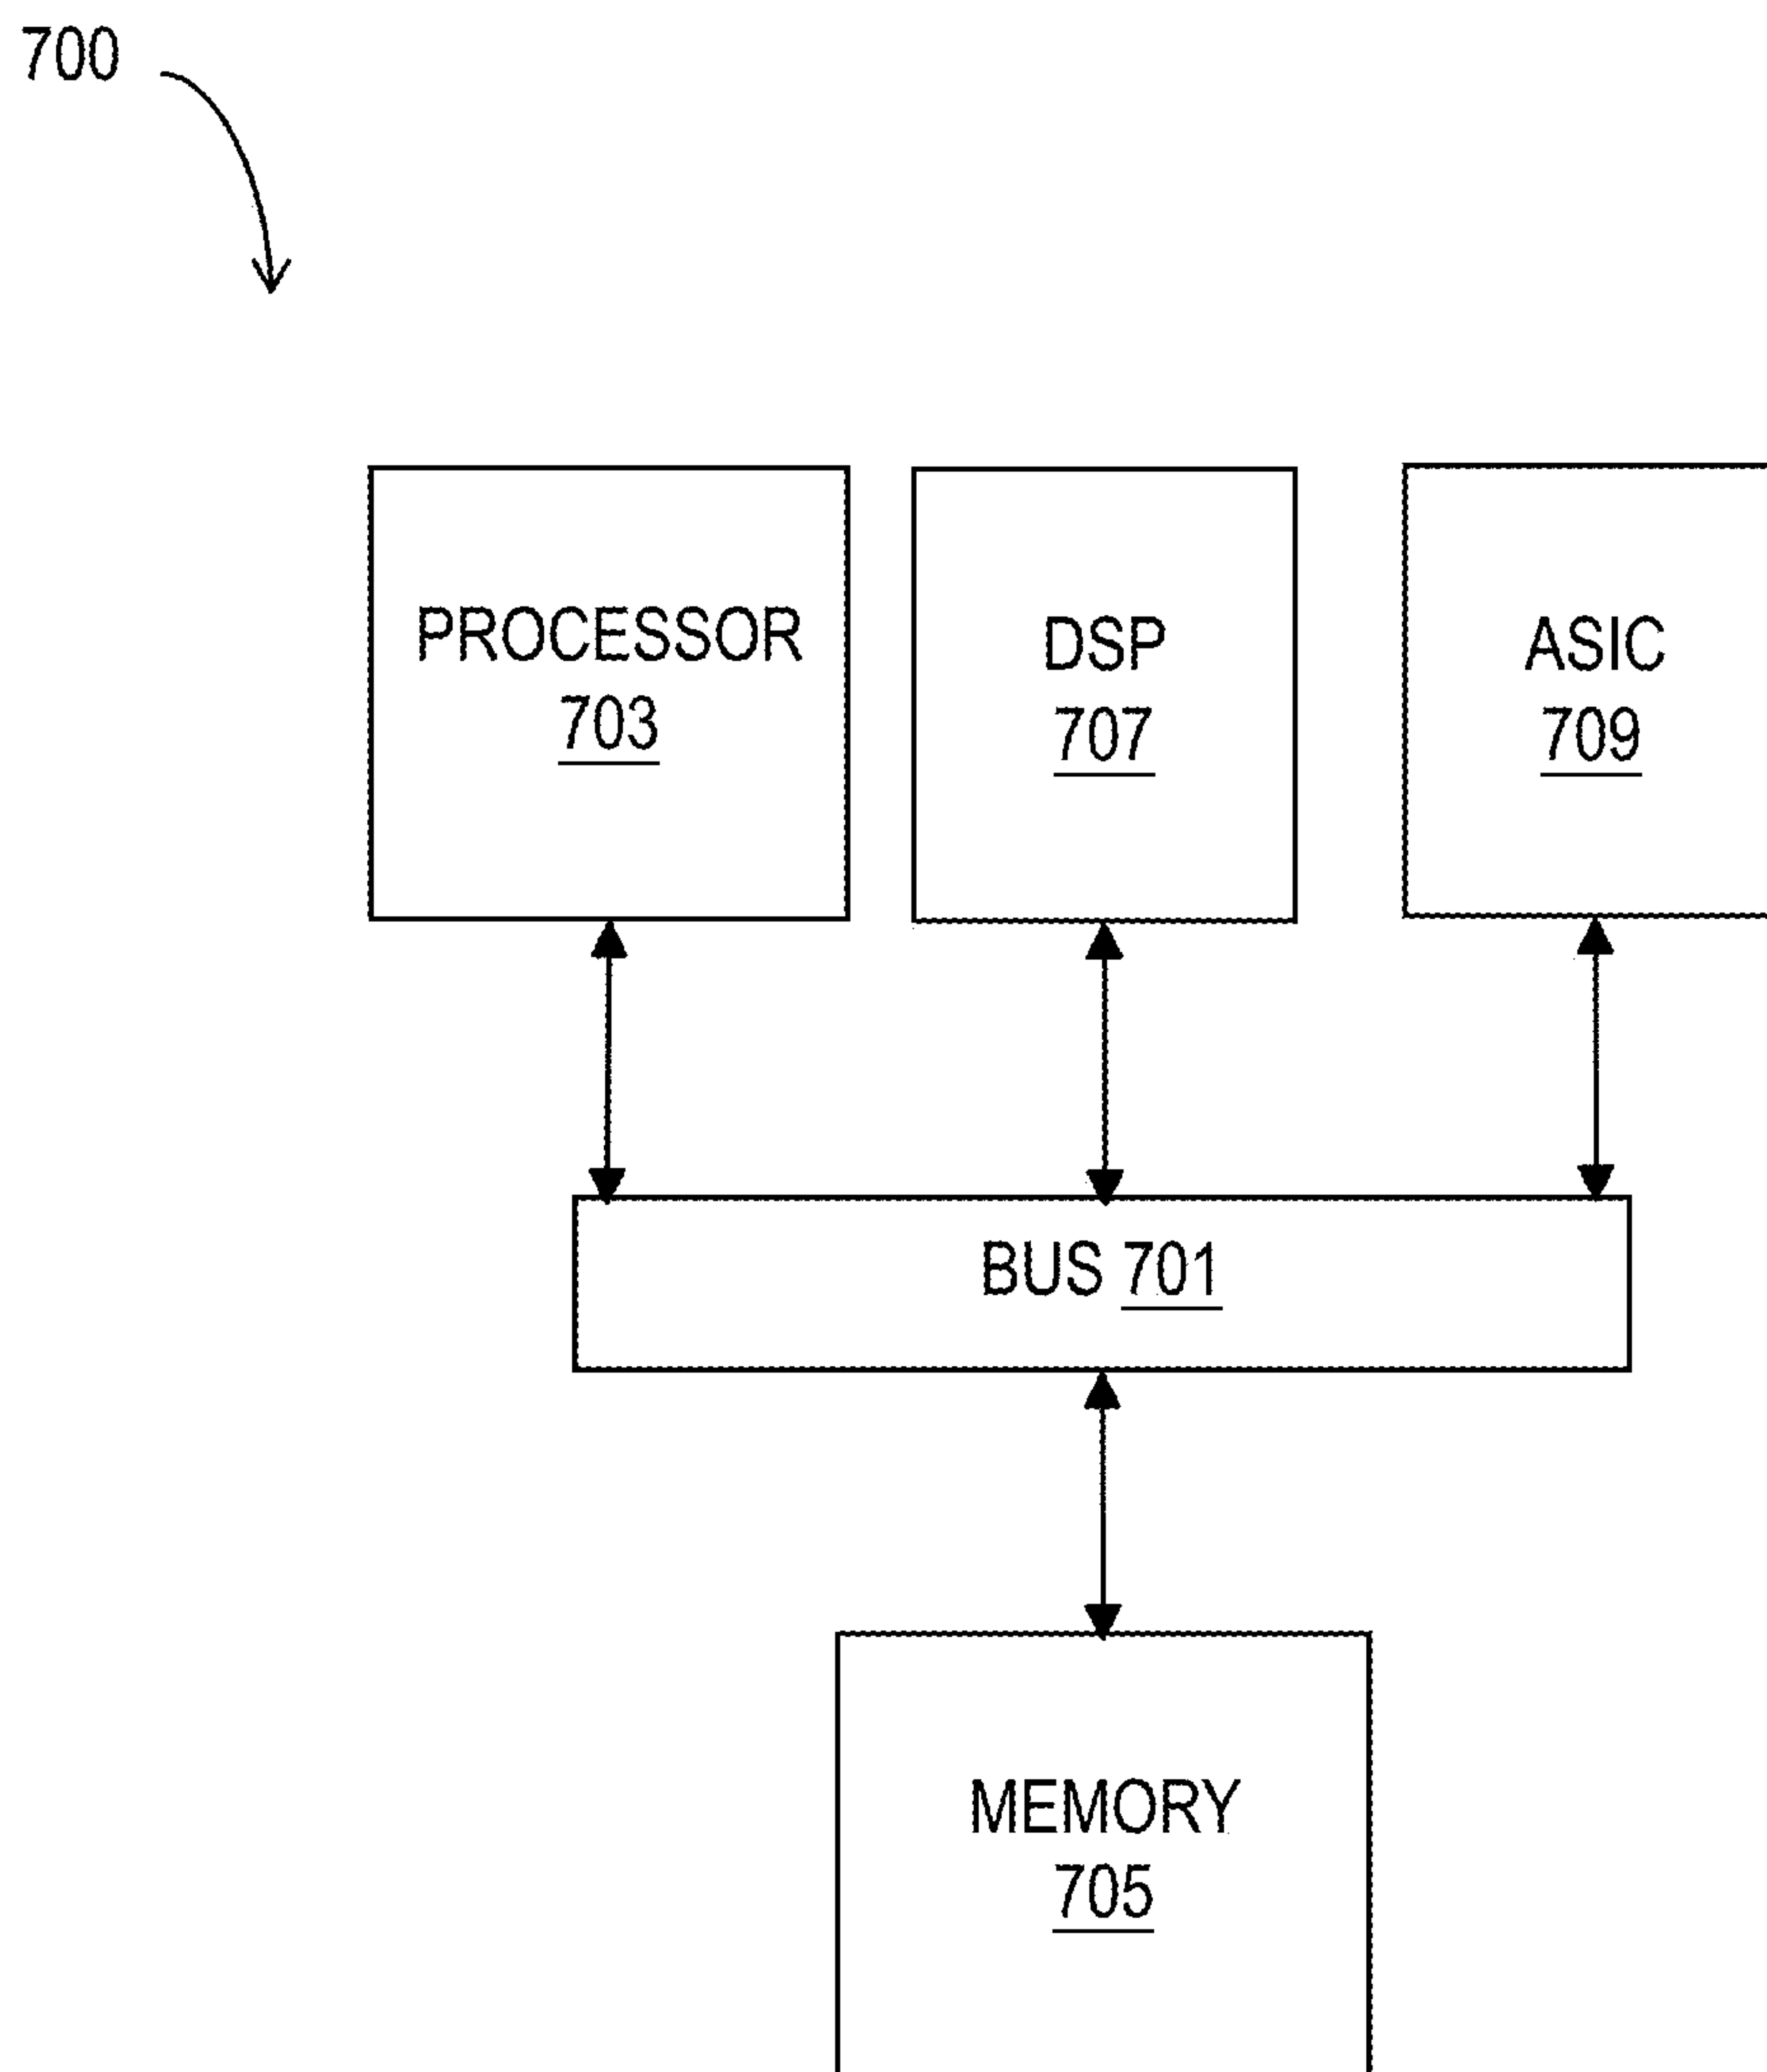 700
PROCESSOR
703
DSP
707
ASIC
709
BUS 701
MEMORY
705